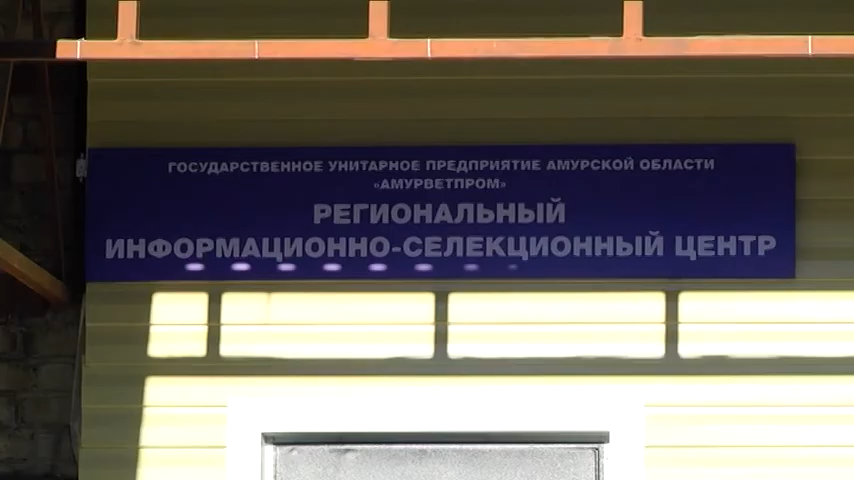 ГОСУДАРСТВЕННОЕ УНИТАРНОЕ ПРЕДПРИЯТИЕ АМУРСКОЙ ОБЛАСТИ
«АМУРВЕТПРОМ»
РЕГИОНАЛЬНЫЙ
ИНФОРМАЦИОННО-СЕЛЕКЦИОННЫЙ ЦЕНТР